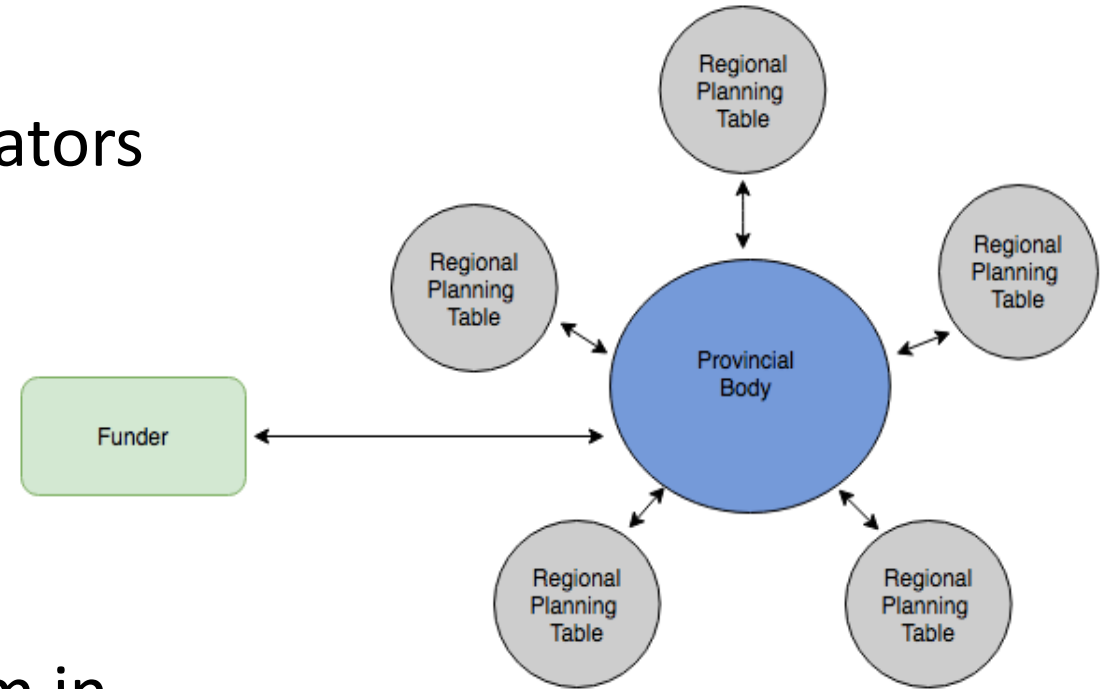 ators
Regional
Planning
Table
Regional
Planning
Table
Regional
Planning
Table
Provincial
Body
Funder
Regional
Planning
Table
Regional
Planning
Table
m in